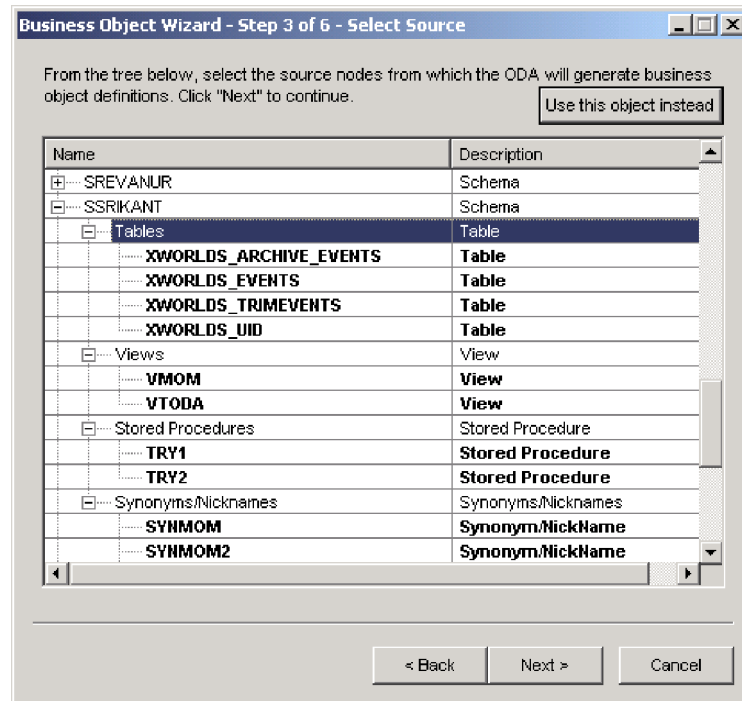 Business Object Wizard - Step 3 of 6 - Select Source
From the tree below, select the source nodes from which the ODA will generate business
object definitions. Click "Next" to continue.
Use this object instead
Name Description
SREVANUR Schema
SSRIKANT Schema
Tables Table
XWORLDS_ARCHIVE_EVENTS Table
XWORLDS_EVENTS Table
XWORLDS_TRIMEVENTS Table
XWORLDS_UID Table
Views View
VMOM View
VTODA View
Stored Procedures Stored Procedure
TRY1 Stored Procedure
TRY2 Stored Procedure
Synonyms/Nicknames Synonyms/Nicknames
SYNMOM Synonym/NickName
SYNMOM2 Synonym/NickName
< Back Next > Cancel